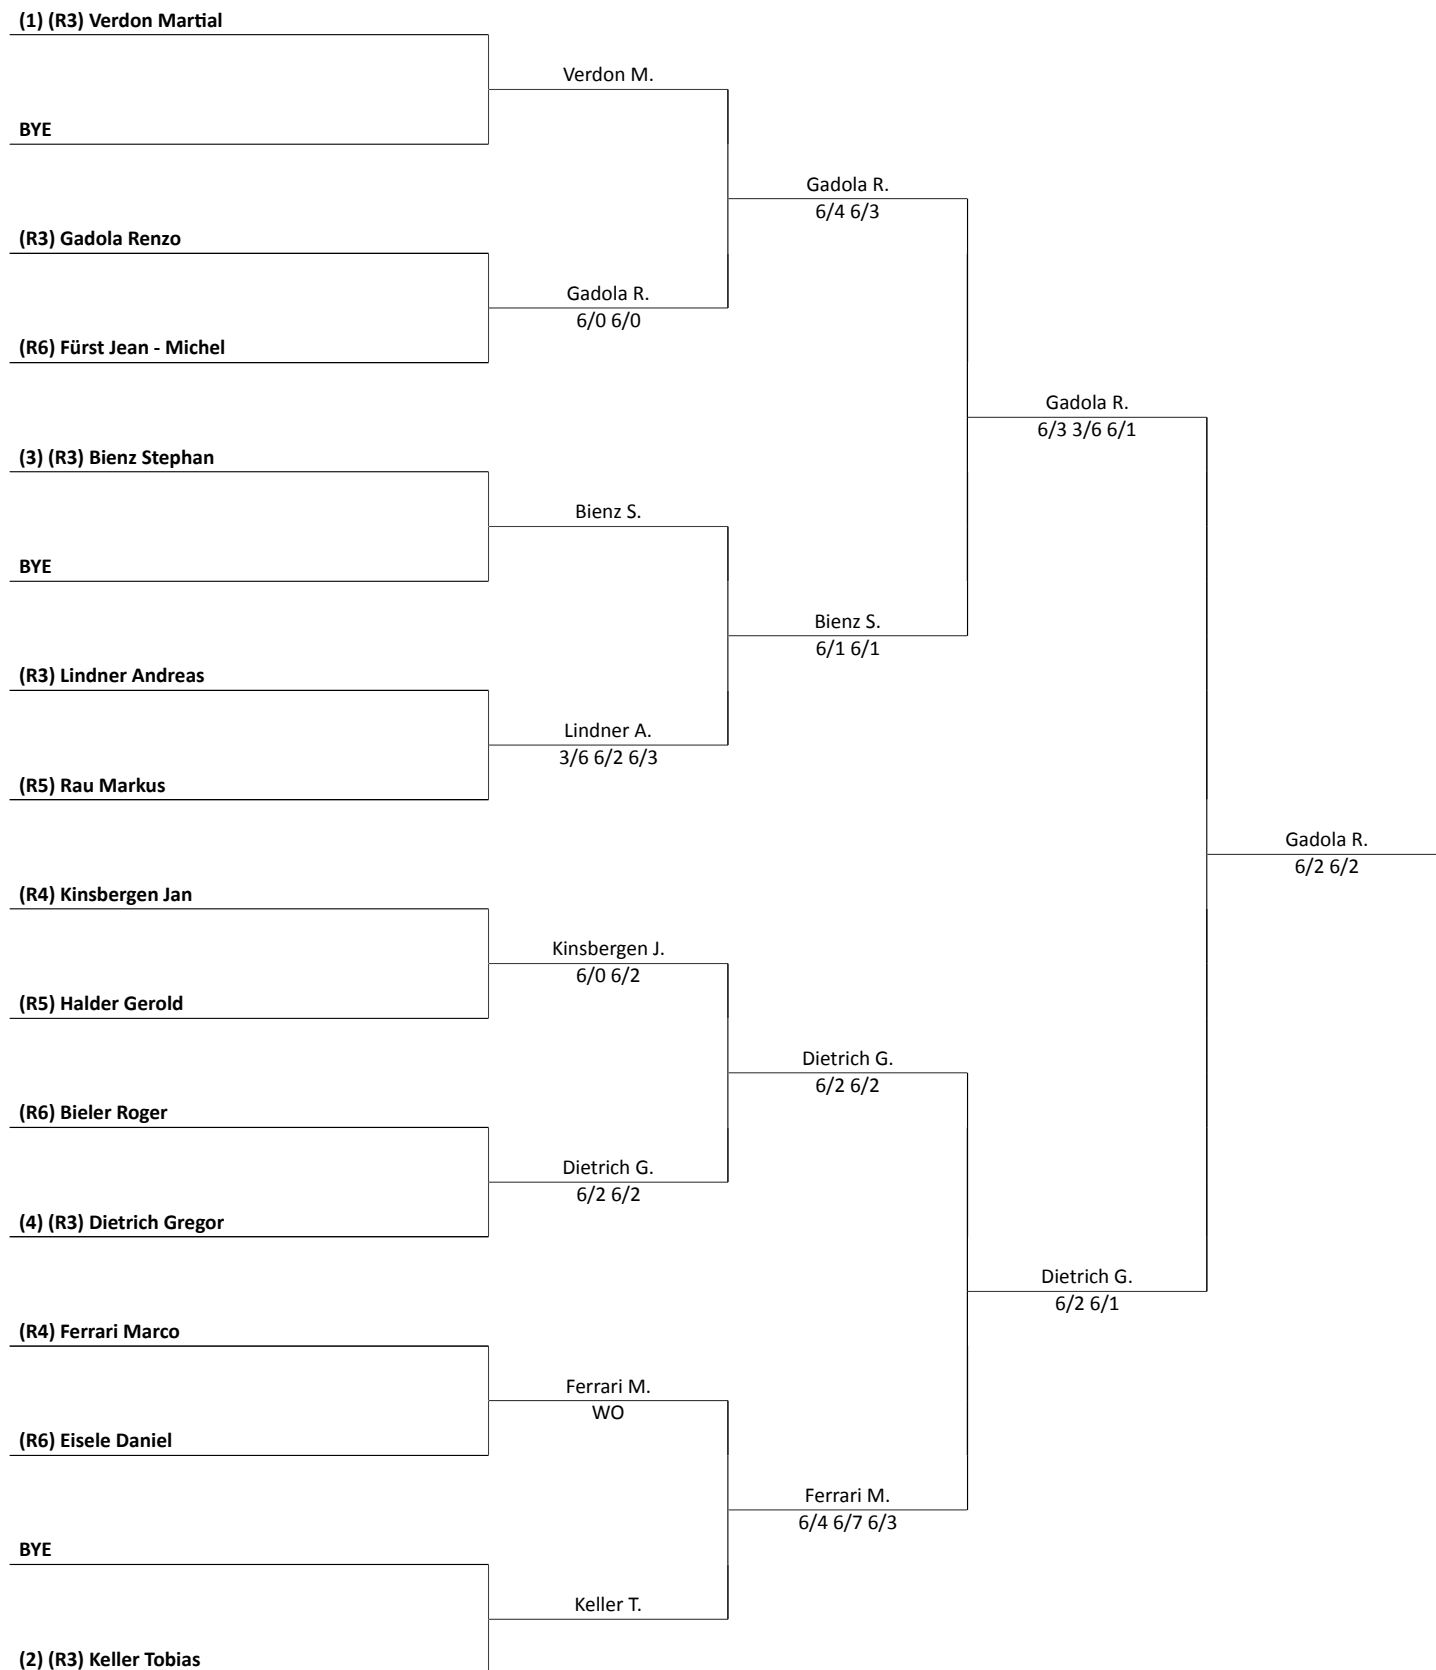 (1) (R3) Verdon Martial
Verdon M.
BYE
Gadola R.
6/4 6/3
(R3) Gadola Renzo
Gadola R.
6/0 6/0
(R6) Fürst Jean - Michel
Gadola R.
6/3 3/6 6/1
(3) (R3) Bienz Stephan
Bienz S.
BYE
Bienz S.
6/1 6/1
(R3) Lindner Andreas
Lindner A.
3/6 6/2 6/3
(R5) Rau Markus
Gadola R.
6/2 6/2
(R4) Kinsbergen Jan
Kinsbergen J.
6/0 6/2
(R5) Halder Gerold
Dietrich G.
6/2 6/2
(R6) Bieler Roger
Dietrich G.
6/2 6/2
(4) (R3) Dietrich Gregor
Dietrich G.
6/2 6/1
(R4) Ferrari Marco
Ferrari M.
WO
(R6) Eisele Daniel
Ferrari M.
6/4 6/7 6/3
BYE
Keller T.
(2) (R3) Keller Tobias